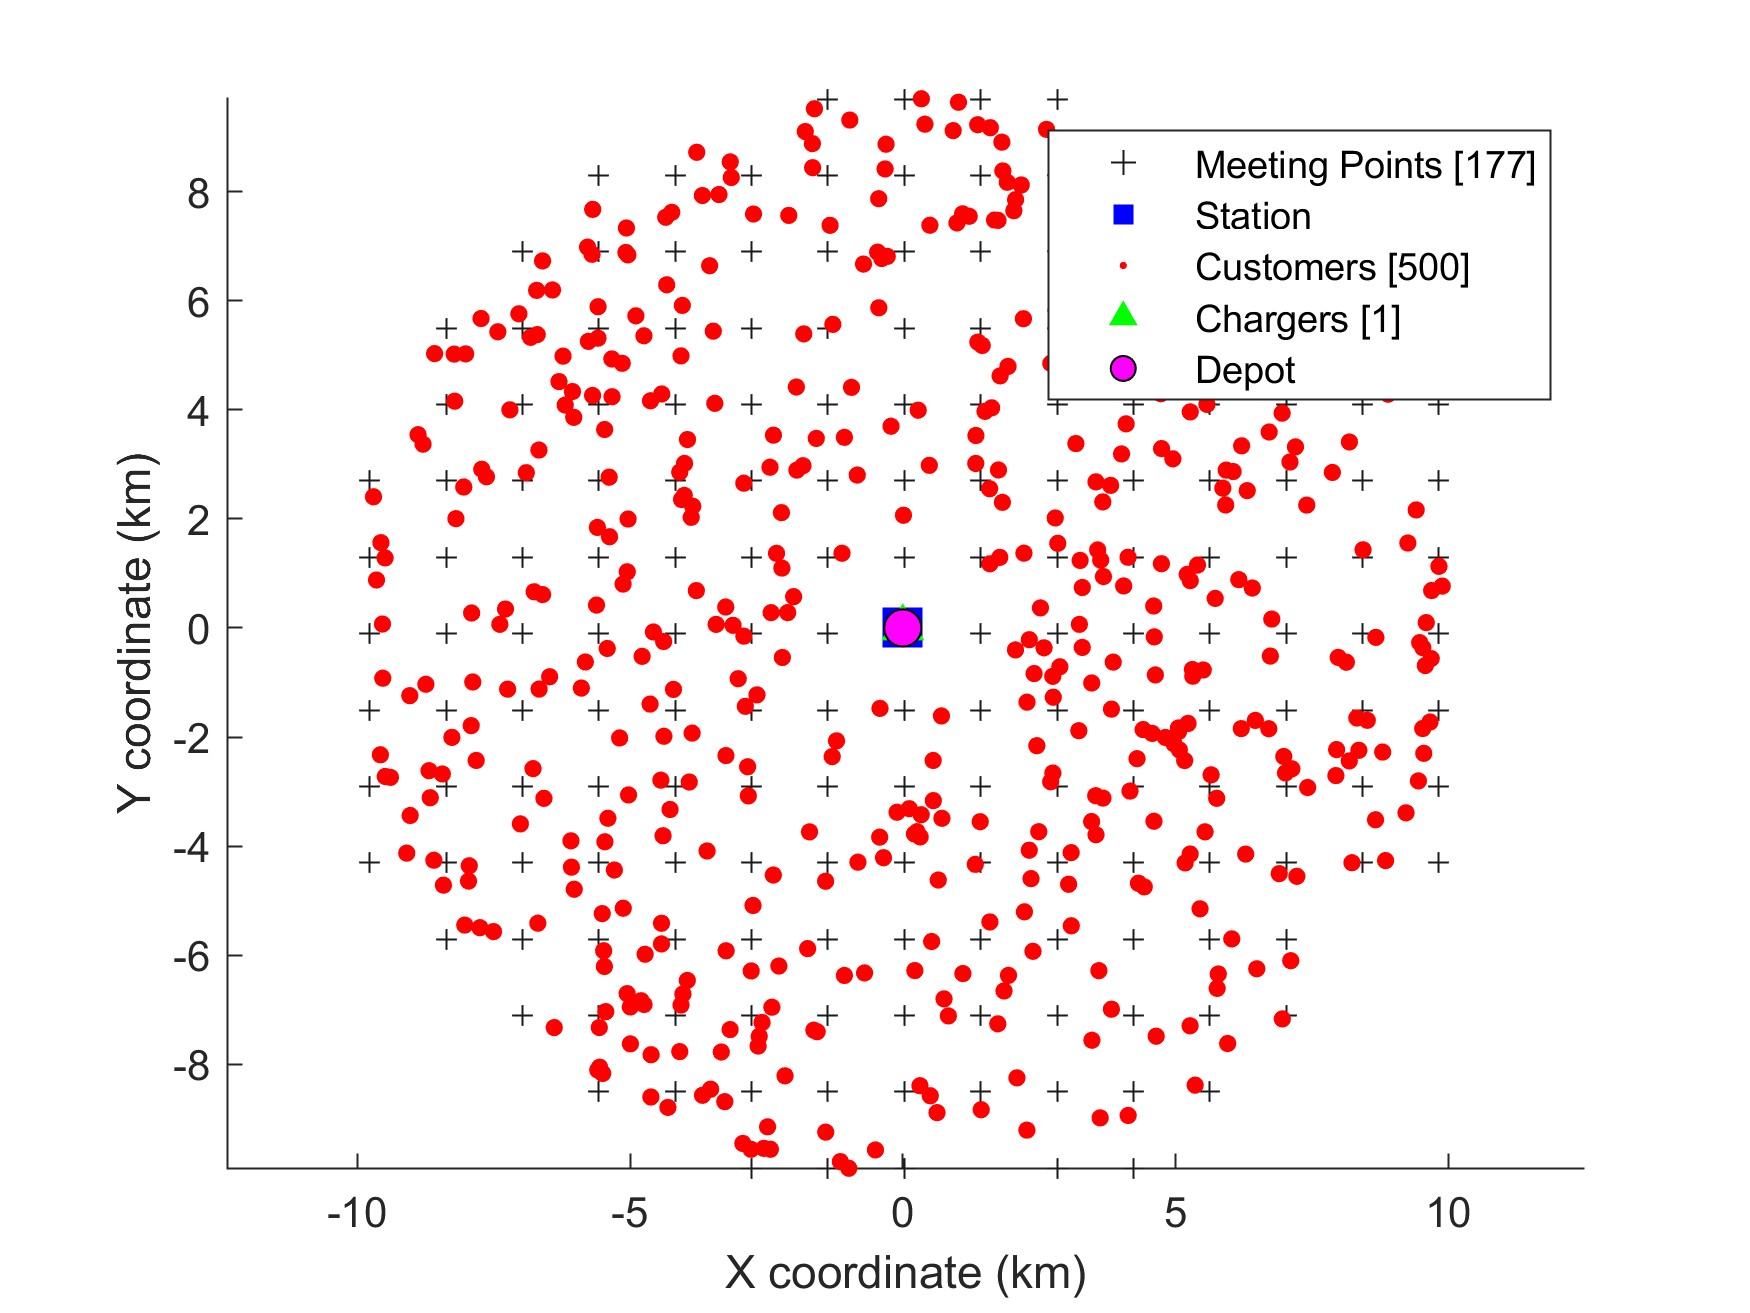 Meeting Points [177]
Station
Customers [500]
Chargers [1]
Depot
8
6
4
2
0
-2
-4
-6
-8
Y coordinate (km)
-10
-5
0
5
10
X coordinate (km)